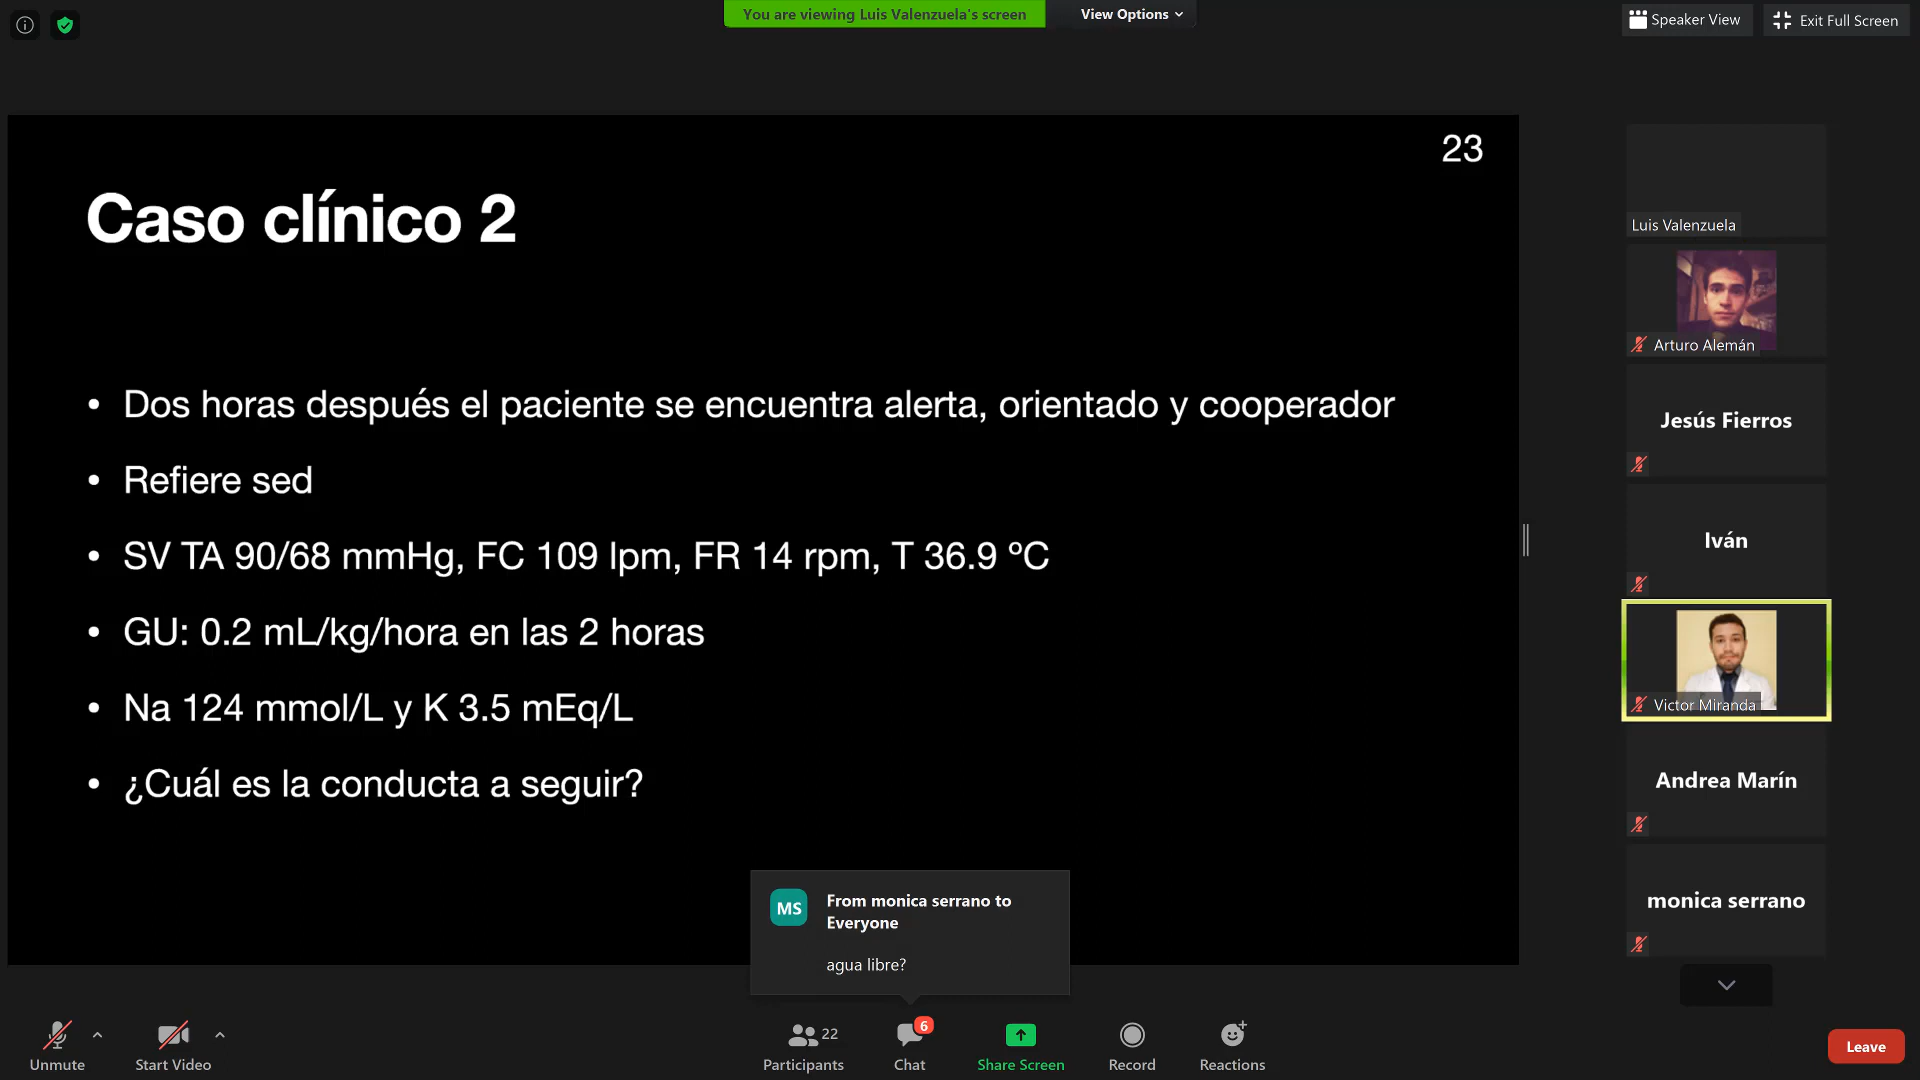 You are viewing Luis Valenzuela's screen
View Options
Speaker View
Exit Full Screen
23
Caso clínico 2
• Dos horas después el paciente se encuentra alerta, orientado y cooperador
• Refiere sed
• SV TA 90/68 mmHg, FC 109 lpm, FR 14 rpm, T 36.9 ºC
• GU: 0.2 mL/kg/hora en las 2 horas
• Na 124 mmol/L y K 3.5 mEq/L
• ¿Cuál es la conducta a seguir?
Luis Valenzuela
Arturo Alemán
Jesús Fierros
Iván
Victor Miranda
Andrea Marín
monica serrano
MS
From monica serrano to
Everyone
agua libre?
Unmute
Start Video
22
Participants
6
Chat
Share Screen
Record
Reactions
Leave